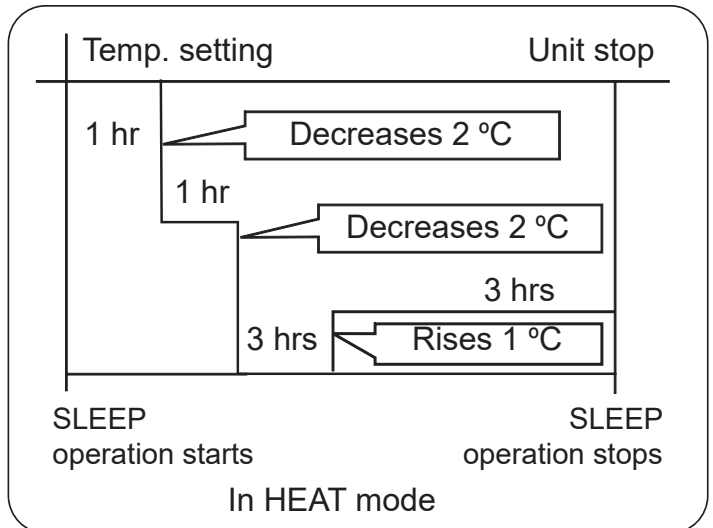 Temp. setting
Unit stop
1 hr
Decreases 2 ºC
1 hr
Decreases 2 ºC
3 hrs
3 hrs
Rises 1 ºC
SLEEP
operation starts
SLEEP
operation stops
In HEAT mode